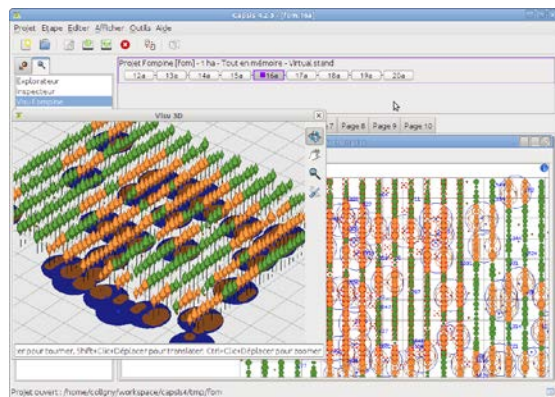 Capsis 4.2.3 - [fom.16a]
Projet Etape Editer Afficher Outils Aide
Projet Fompine [fom] - 1 ha - Tout en mémoire - Virtual stand
12a 13a 14a 15a 16a 17a 18a 19a 20a
Explorateur
Inspecteur
Visu Fompine
Visu 3D
7 Page 8 Page 9 Page 10
er pour tourner, Shift+Clic+Déplacer pour translater, Ctrl+Clic+Déplacer pour zoomer
Projet ouvert : /home/coligny/workspace/capsis4/tmp/fom